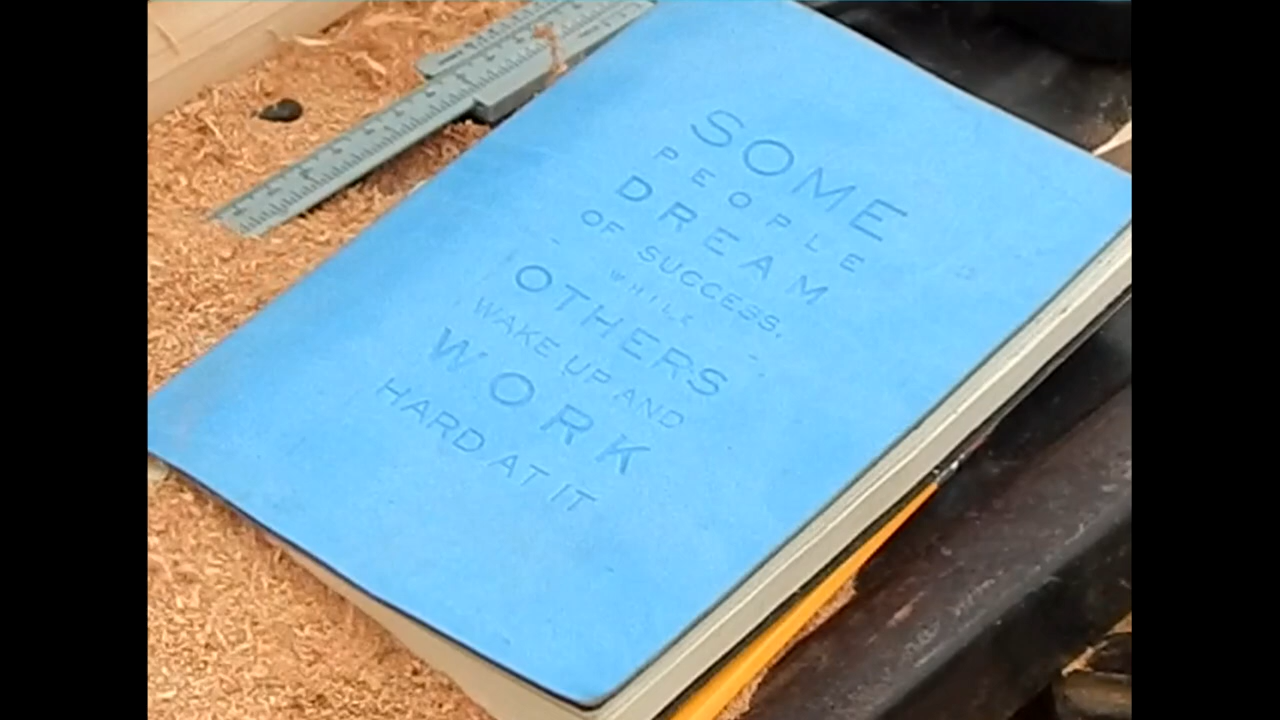 SOME
PEOPLE
DREAM
OF SUCCESS,
WHILE
OTHERS
WAKE UP AND
WORK
HARD AT IT